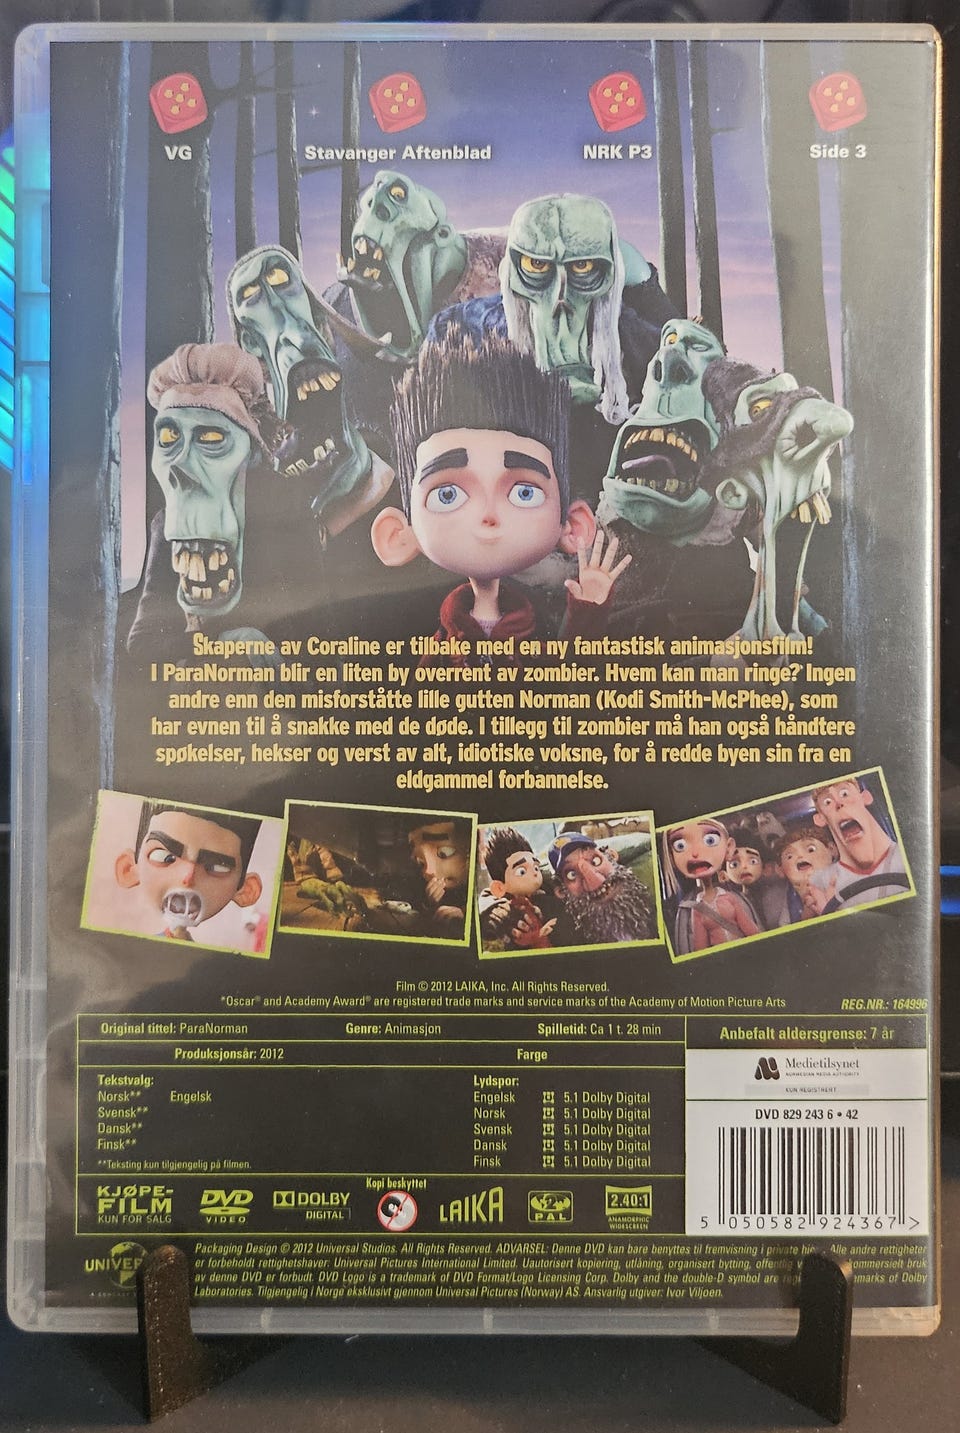 VG
Stavanger Aftenblad
NRK P3
Side 3
Skaperne av Coraline er tilbake med en ny fantastisk animasjonsfilm!
I ParaNorman blir en liten by overrent av zombier. Hvem kan man ringe? Ingen
andre enn den misforståtte lille gutten Norman (Kodi Smith-McPhee), som
har evnen til å snakke med de døde. I tillegg til zombier må han også håndtere
spøkelser, hekser og verst av alt, idiotiske voksne, for å redde byen sin fra en
eldgammel forbannelse.
Film © 2012 LAIKA, Inc. All Rights Reserved.
*Oscar® and Academy Award® are registered trade marks and service marks of the Academy of Motion Picture Arts
REG.NR.: 164996
Original tittel: ParaNorman
Genre: Animasjon
Spilletid: Ca 1 t. 28 min
Produksjonsår: 2012
Farge
Anbefalt aldersgrense: 7 år
Medietilsynet
NORWEGIAN MEDIA AUTHORITY
KUN REGISTRERT
Tekstvalg:
Norsk** Engelsk
Svensk**
Dansk**
Finsk**
**Teksting kun tilgjengelig på filmen.
Lydspor:
Engelsk 5.1 Dolby Digital
Norsk 5.1 Dolby Digital
Svensk 5.1 Dolby Digital
Dansk 5.1 Dolby Digital
Finsk 5.1 Dolby Digital
DVD 829 243 6 • 42
5 050582 924367 >
KJØPE-
FILM
KUN FOR SALG
DVD
VIDEO
DOLBY
DIGITAL
Kopi beskyttet
LAIKA
2
PAL
2.40:1
ANAMORPHIC
WIDESCREEN
UNIVER
Packaging Design © 2012 Universal Studios. All Rights Reserved. ADVARSEL: Denne DVD kan bare benyttes til fremvisning i private Alle andre rettigheter
er forbeholdt rettighetshaver: Universal Pictures International Limited. Uautorisert kopiering, utlåning, organisert bytting, offentlig ommersielt bruk
av denne DVD er forbudt. DVD Logo is a trademark of DVD Format/Logo Licensing Corp. Dolby and the double-D symbol are regi emarks of Dolby
Laboratories. Tilgjengelig i Norge eksklusivt gjennom Universal Pictures (Norway) AS. Ansvarlig utgiver: Ivor Viljoen.